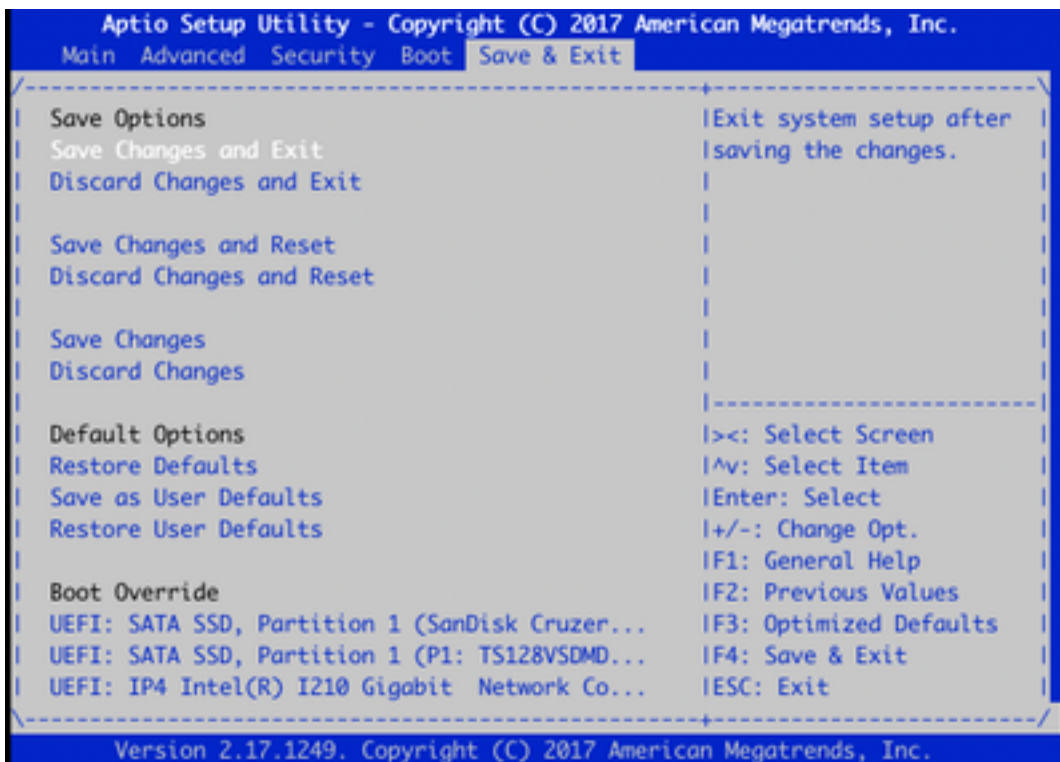 Aptio Setup Utility - Copyright (C) 2017 American Megatrends, Inc.
Main Advanced Security Boot Save & Exit
Save Options
Save Changes and Exit
Discard Changes and Exit
Save Changes and Reset
Discard Changes and Reset
Save Changes
Discard Changes
Default Options
Restore Defaults
Save as User Defaults
Restore User Defaults
Boot Override
UEFI: SATA SSD, Partition 1 (SanDisk Cruzer...
UEFI: SATA SSD, Partition 1 (P1: TS128VSDMD...
UEFI: IP4 Intel(R) I210 Gigabit  Network Co...
Exit system setup after
saving the changes.
><: Select Screen
^v: Select Item
Enter: Select
+/-: Change Opt.
F1: General Help
F2: Previous Values
F3: Optimized Defaults
F4: Save & Exit
ESC: Exit
Version 2.17.1249. Copyright (C) 2017 American Megatrends, Inc.